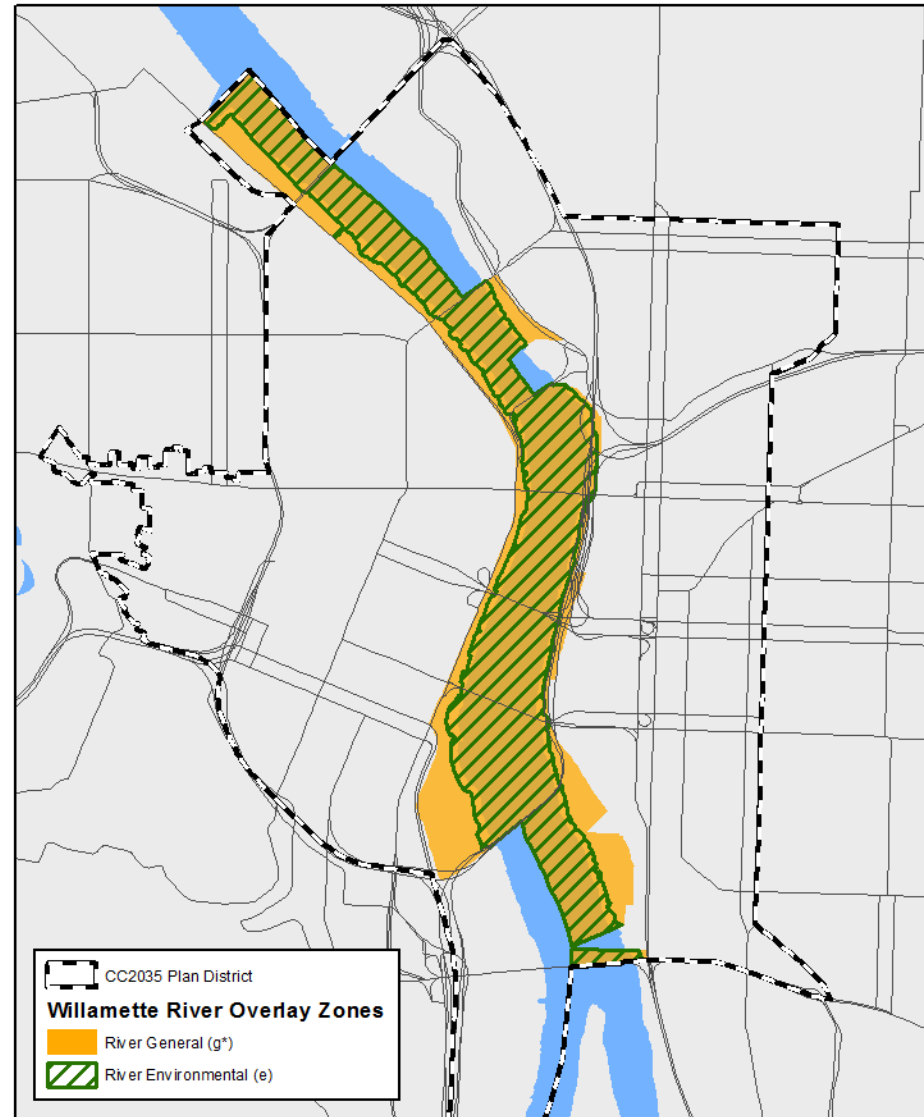 CC2035 Plan District
Willamette River Overlay Zones
River General (g*)
River Environmental (e)